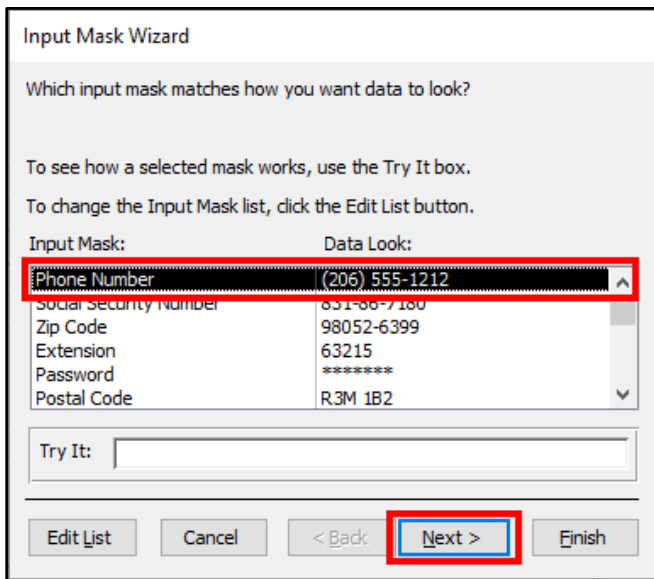 Input Mask Wizard
Which input mask matches how you want data to look?
To see how a selected mask works, use the Try It box.
To change the Input Mask list, click the Edit List button.
Input Mask: Data Look:
Phone Number (206) 555-1212
Social Security Number 831-86-7180
Zip Code 98052-6399
Extension 63215
Password *******
Postal Code R3M 1B2
Try It:
Edit List Cancel < Back Next > Finish